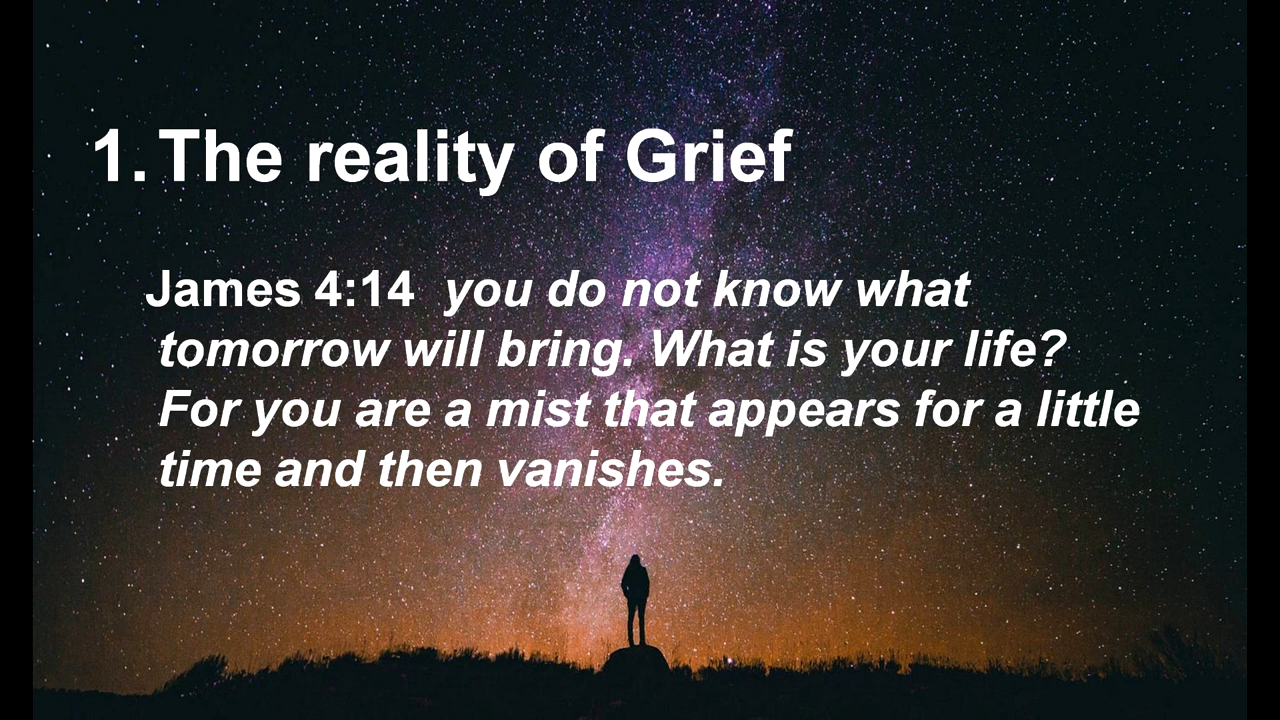 1. The reality of Grief
James 4:14 you do not know what
tomorrow will bring. What is your life?
For you are a mist that appears for a little
time and then vanishes.